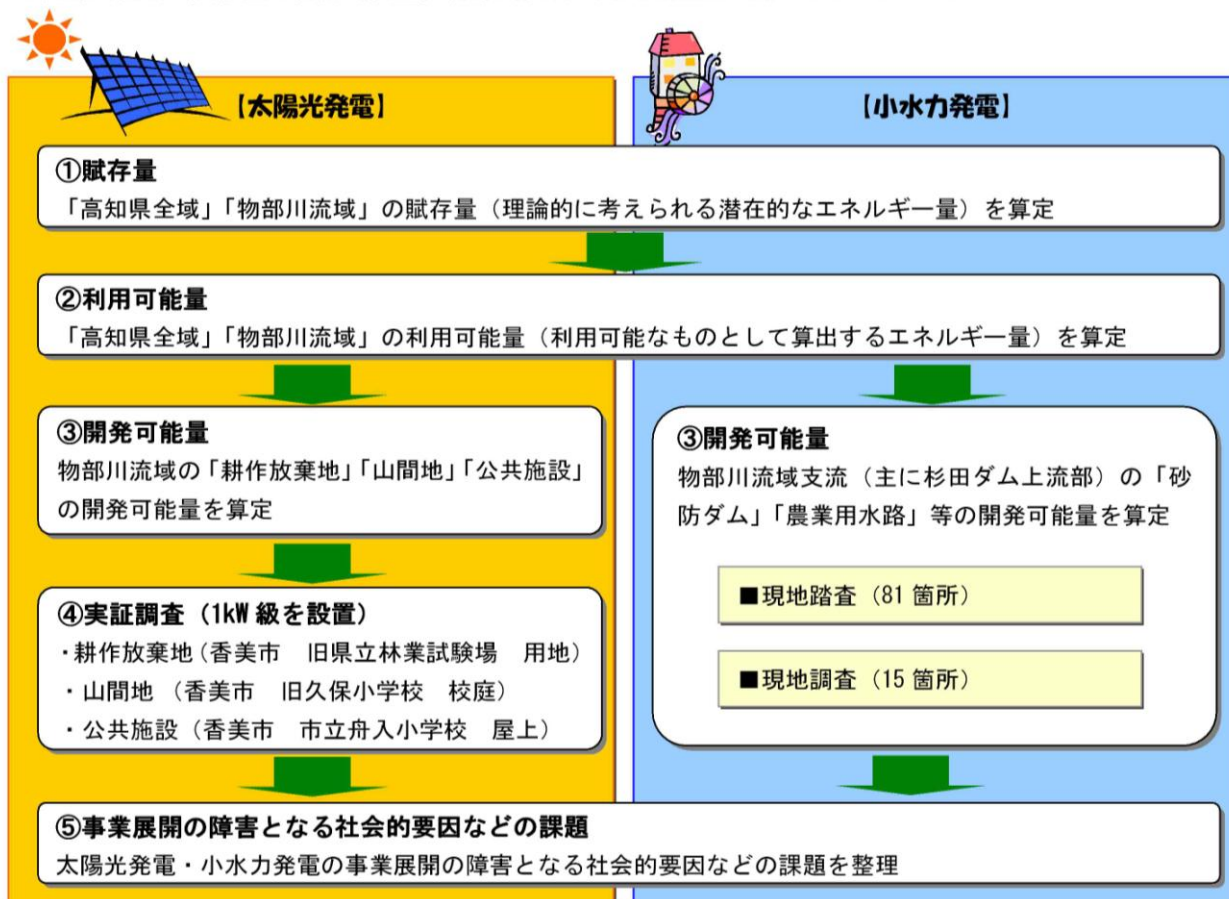 【太陽光発電】
【小水力発電】
①賦存量
「高知県全域」「物部川流域」の賦存量（理論的に考えられる潜在的なエネルギー量）を算定
②利用可能量
「高知県全域」「物部川流域」の利用可能量（利用可能なものとして算出するエネルギー量）を算定
③開発可能量
物部川流域の「耕作放棄地」「山間地」「公共施設」
の開発可能量を算定
④実証調査（1kW 級を設置）
・耕作放棄地（香美市　旧県立林業試験場　用地）
・山間地　（香美市　旧久保小学校　校庭）
・公共施設（香美市　市立舟入小学校　屋上）
③開発可能量
物部川流域支流（主に杉田ダム上流部）の「砂
防ダム」「農業用水路」等の開発可能量を算定
■現地踏査（81 箇所）
■現地調査（15 箇所）
⑤事業展開の障害となる社会的要因などの課題
太陽光発電・小水力発電の事業展開の障害となる社会的要因などの課題を整理